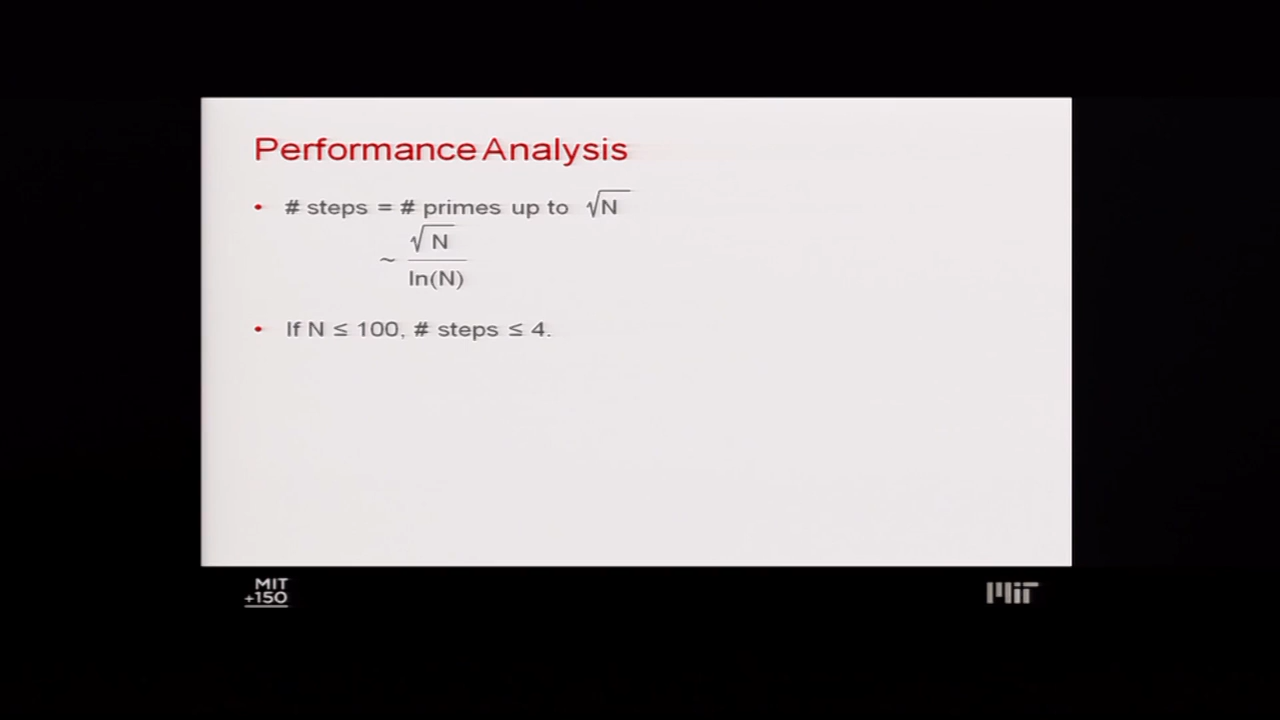 Performance Analysis
• # steps = # primes up to √N
~ √N / ln(N)
• If N ≤ 100, # steps ≤ 4.
MIT
+150
MIT